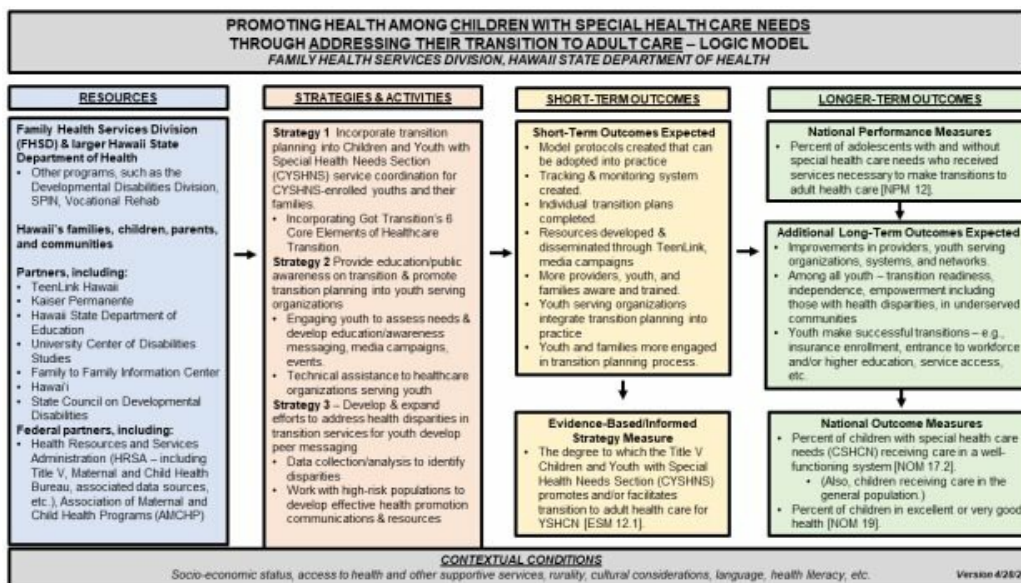 PROMOTING HEALTH AMONG CHILDREN WITH SPECIAL HEALTH CARE NEEDS
THROUGH ADDRESSING THEIR TRANSITION TO ADULT CARE – LOGIC MODEL
FAMILY HEALTH SERVICES DIVISION, HAWAII STATE DEPARTMENT OF HEALTH
RESOURCES
Family Health Services Division
(FHSD) & larger Hawaii State
Department of Health
• Other programs, such as the
Developmental Disabilities Division,
SPIN, Vocational Rehab
Hawaii's families, children, parents,
and communities
Partners, including:
• TeenLink Hawaii
• Kaiser Permanente
• Hawaii State Department of
Education
• University Center of Disabilities
Studies
• Family to Family Information Center
• Hawai'i
• State Council on Developmental
Disabilities
Federal partners, including:
• Health Resources and Services
Administration (HRSA – including
Title V, Maternal and Child Health
Bureau, associated data sources,
etc.), Association of Maternal and
Child Health Programs (AMCHP)
STRATEGIES & ACTIVITIES
Strategy 1 Incorporate transition
planning into Children and Youth with
Special Health Needs Section
(CYSHNS) service coordination for
CYSHNS-enrolled youths and their
families.
• Incorporating Got Transition's 6
Core Elements of Healthcare
Transition.
Strategy 2 Provide education/public
awareness on transition & promote
transition planning into youth serving
organizations
• Engaging youth to assess needs &
develop education/awareness
messaging, media campaigns,
events.
• Technical assistance to healthcare
organizations serving youth
Strategy 3 – Develop & expand
efforts to address health disparities in
transition services for youth develop
peer messaging
• Data collection/analysis to identify
disparities
• Work with high-risk populations to
develop effective health promotion
communications & resources
SHORT-TERM OUTCOMES
Short-Term Outcomes Expected
• Model protocols created that can
be adopted into practice
• Tracking & monitoring system
created.
• Individual transition plans
completed.
• Resources developed &
disseminated through TeenLink,
media campaigns
• More providers, youth, and
families aware and trained.
• Youth serving organizations
integrate transition planning into
practice
• Youth and families more engaged
in transition planning process.
Evidence-Based/Informed
Strategy Measure
• The degree to which the Title V
Children and Youth with Special
Health Needs Section (CYSHNS)
promotes and/or facilitates
transition to adult health care for
YSHCN [ESM 12.1].
LONGER-TERM OUTCOMES
National Performance Measures
• Percent of adolescents with and without
special health care needs who received
services necessary to make transitions to
adult health care [NPM 12].
Additional Long-Term Outcomes Expected
• Improvements in providers, youth serving
organizations, systems, and networks.
• Among all youth – transition readiness,
independence, empowerment including
those with health disparities, in underserved
communities
• Youth make successful transitions – e.g.,
insurance enrollment, entrance to workforce
and/or higher education, service access,
etc.
National Outcome Measures
• Percent of children with special health care
needs (CSHCN) receiving care in a well-
functioning system [NOM 17.2].
• (Also, children receiving care in the
general population.)
• Percent of children in excellent or very good
health [NOM 19].
CONTEXTUAL CONDITIONS
Socio-economic status, access to health and other supportive services, rurality, cultural considerations, language, health literacy, etc.
Version